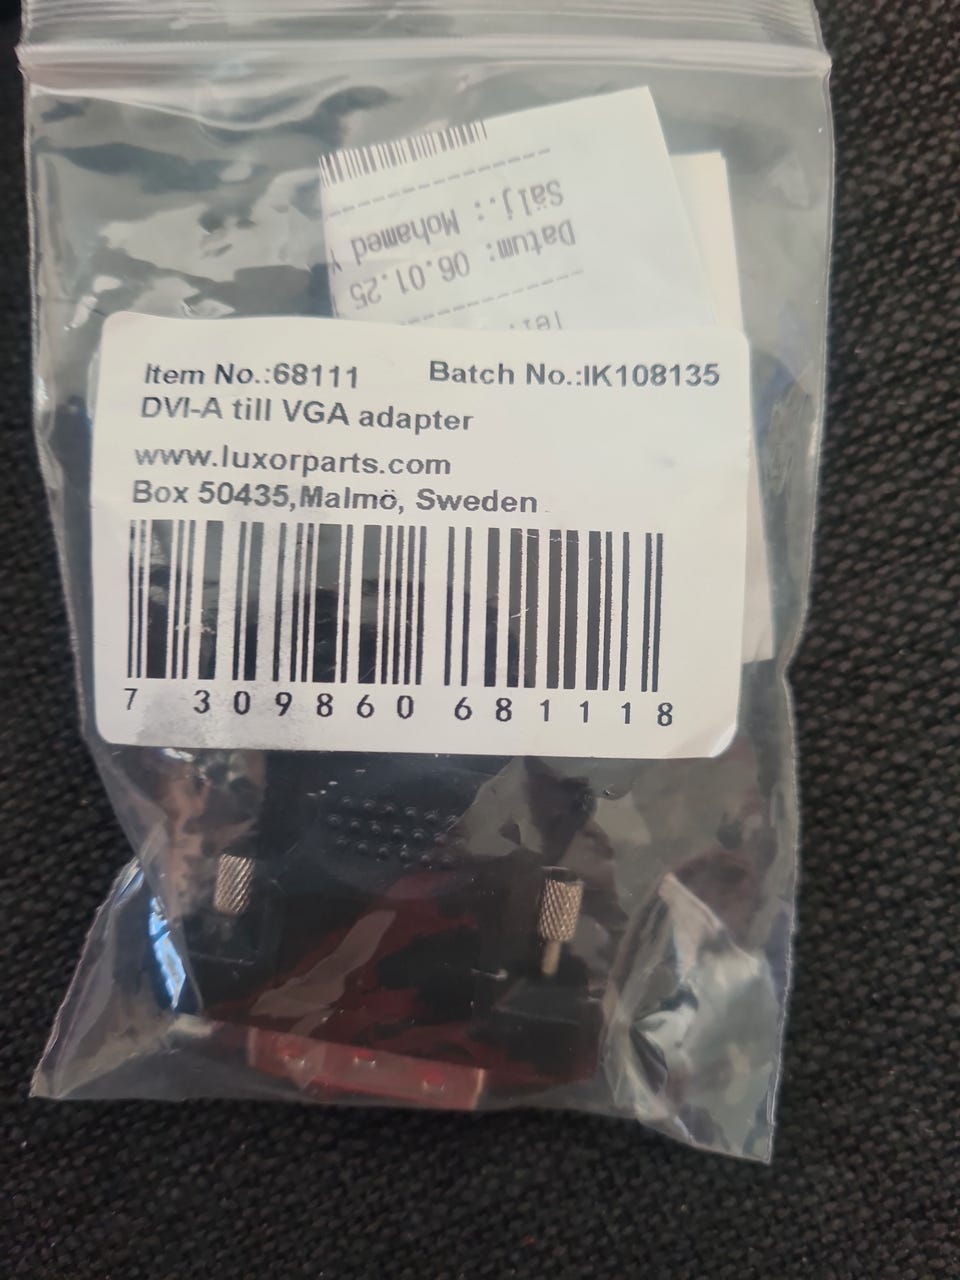 Tel.
Datum: 06.01.25
Sälj.: Mohamed Y
Item No.:68111 Batch No.:IK108135
DVI-A till VGA adapter
www.luxorparts.com
Box 50435,Malmö, Sweden
7 309860 681118